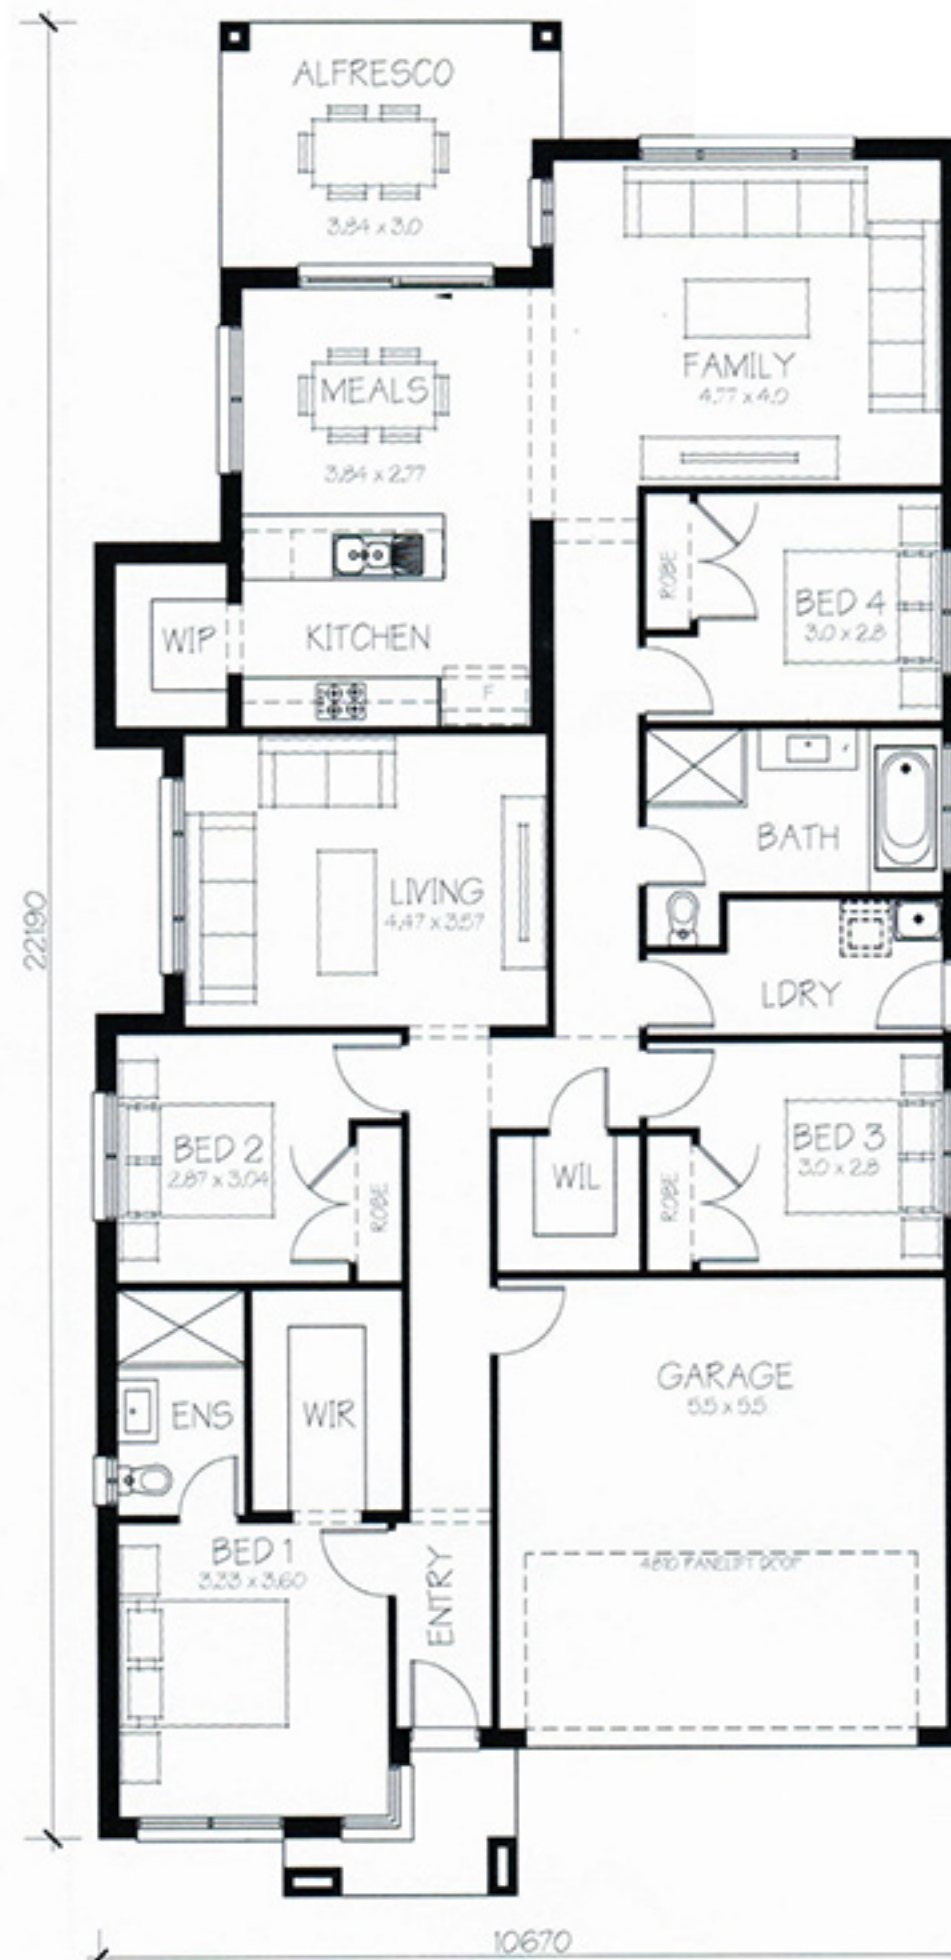 ALFRESCO
3.84 x 3.0
FAMILY
4.77 x 4.0
MEALS
3.84 x 2.77
ROBE
BED 4
3.0 x 2.8
WIP
KITCHEN
F
BATH
LIVING
4.47 x 3.57
22190
LDRY
BED 2
2.87 x 3.04
ROBE
WIL
ROBE
BED 3
3.0 x 2.8
ENS
WIR
GARAGE
5.5 x 5.5
BED 1
3.23 x 3.60
ENTRY
4810 PANELIFT DOOR
10670